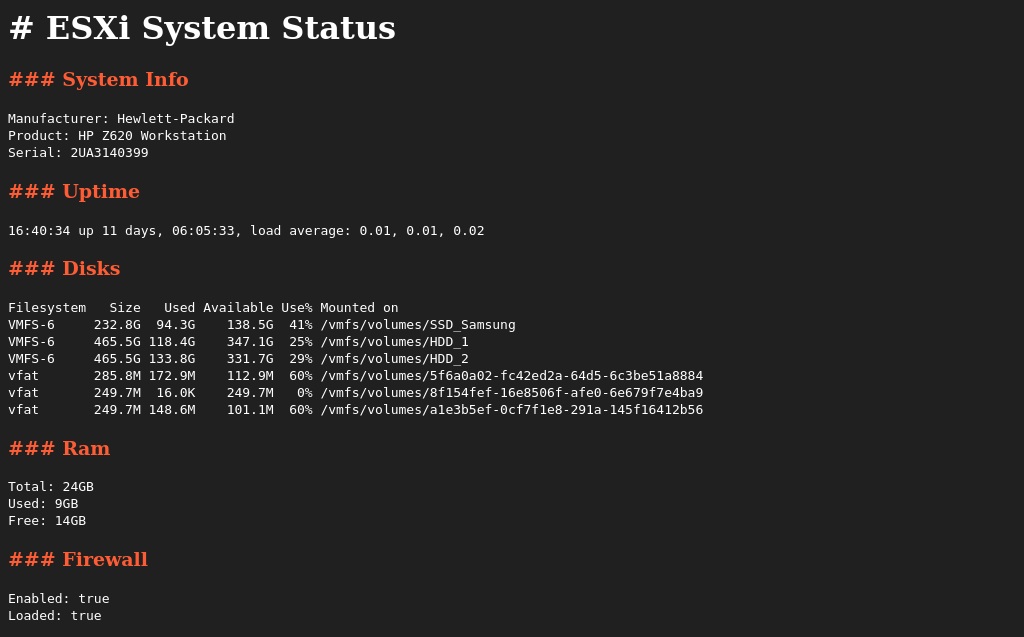 # ESXi System Status
### System Info
Manufacturer: Hewlett-Packard
Product: HP Z620 Workstation
Serial: 2UA3140399
### Uptime
16:40:34 up 11 days, 06:05:33, load average: 0.01, 0.01, 0.02
### Disks
Filesystem   Size   Used Available Use% Mounted on
VMFS-6     232.8G  94.3G    138.5G  41% /vmfs/volumes/SSD_Samsung
VMFS-6     465.5G 118.4G    347.1G  25% /vmfs/volumes/HDD_1
VMFS-6     465.5G 133.8G    331.7G  29% /vmfs/volumes/HDD_2
vfat       285.8M 172.9M    112.9M  60% /vmfs/volumes/5f6a0a02-fc42ed2a-64d5-6c3be51a8884
vfat       249.7M  16.0K    249.7M   0% /vmfs/volumes/8f154fef-16e8506f-afe0-6e679f7e4ba9
vfat       249.7M 148.6M    101.1M  60% /vmfs/volumes/a1e3b5ef-0cf7f1e8-291a-145f16412b56
### Ram
Total: 24GB
Used: 9GB
Free: 14GB
### Firewall
Enabled: true
Loaded: true